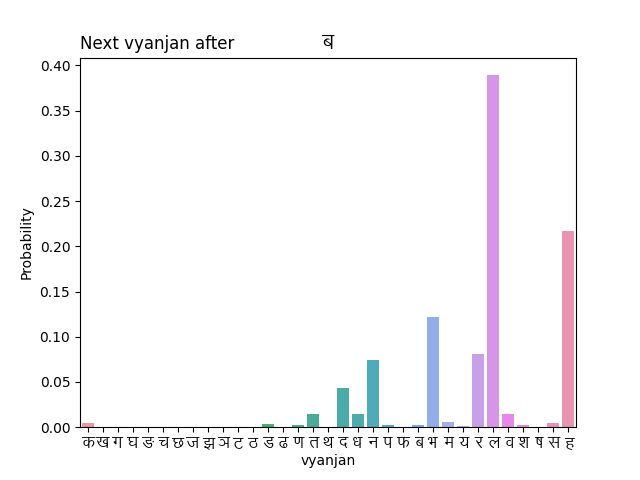 Next vyanjan after ब
0.40
0.35
0.30
0.25
0.20
0.15
0.10
0.05
0.00
Probability
क ख ग घ ङ च छ ज झ ञ ट ठ ड ढ ण त थ द ध न प फ ब भ म य र ल व श ष स ह
vyanjan